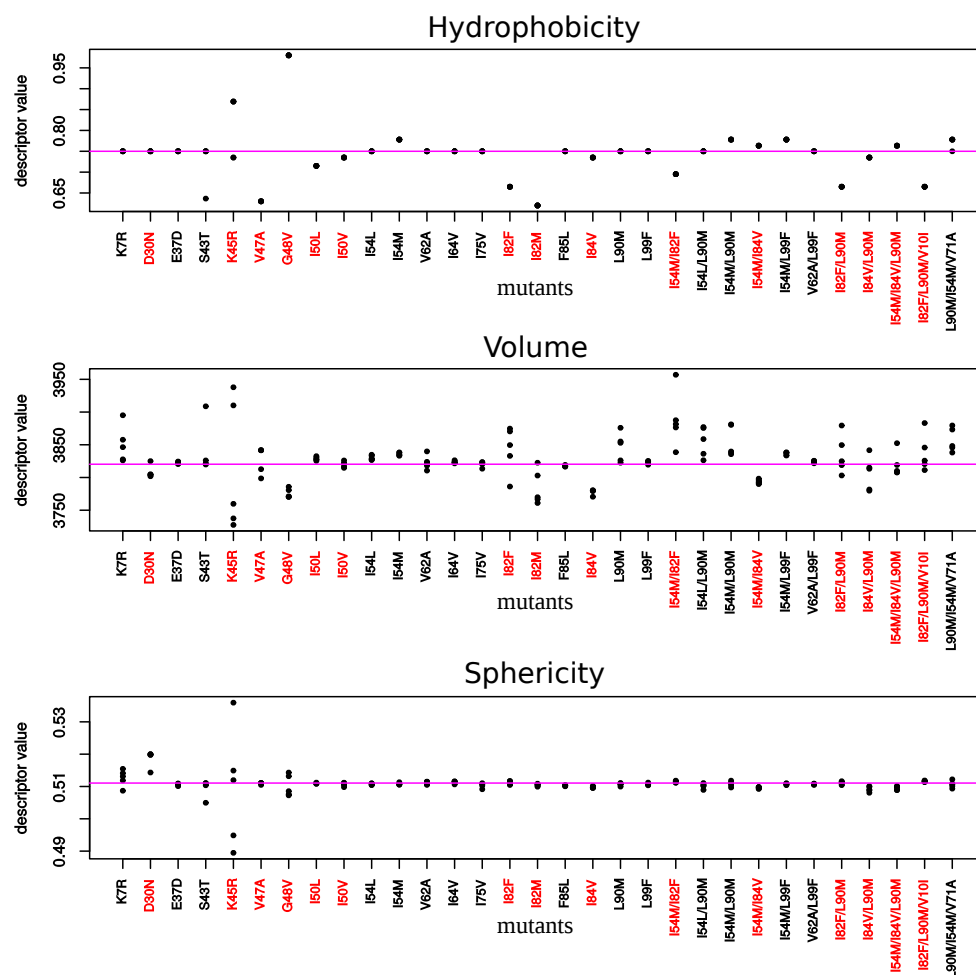 Hydrophobicity
descriptor value
0.95
0.80
0.65
K7R
D30N
E37D
S43T
K45R
V47A
G48V
I50L
I50V
I54L
I54M
V62A
I64V
I75V
I82F
I82M
F85L
I84V
L90M
L99F
I54M/I82F
I54L/L90M
I54M/L90M
I54M/I84V
I54M/L99F
V62A/L99F
I82F/L90M
I84V/L90M
I54M/I84V/L90M
I82F/L90M/V10I
L90M/I54M/V71A
mutants
Volume
descriptor value
3950
3850
3750
K7R
D30N
E37D
S43T
K45R
V47A
G48V
I50L
I50V
I54L
I54M
V62A
I64V
I75V
I82F
I82M
F85L
I84V
L90M
L99F
I54M/I82F
I54L/L90M
I54M/L90M
I54M/I84V
I54M/L99F
V62A/L99F
I82F/L90M
I84V/L90M
I54M/I84V/L90M
I82F/L90M/V10I
L90M/I54M/V71A
mutants
Sphericity
descriptor value
0.53
0.51
0.49
K7R
D30N
E37D
S43T
K45R
V47A
G48V
I50L
I50V
I54L
I54M
V62A
I64V
I75V
I82F
I82M
F85L
I84V
L90M
L99F
I54M/I82F
I54L/L90M
I54M/L90M
I54M/I84V
I54M/L99F
V62A/L99F
I82F/L90M
I84V/L90M
I54M/I84V/L90M
I82F/L90M/V10I
L90M/I54M/V71A
mutants